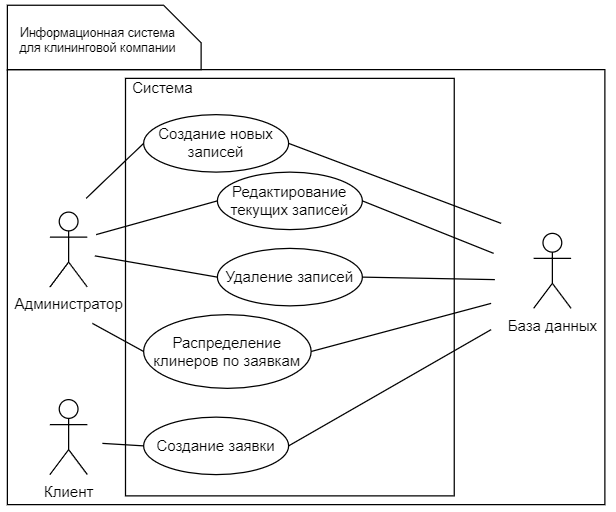 Информационная система
для клининговой компании
Система
Создание новых
записей
Редактирование
текущих записей
Удаление записей
Администратор
База данных
Распределение
клинеров по заявкам
Создание заявки
Клиент